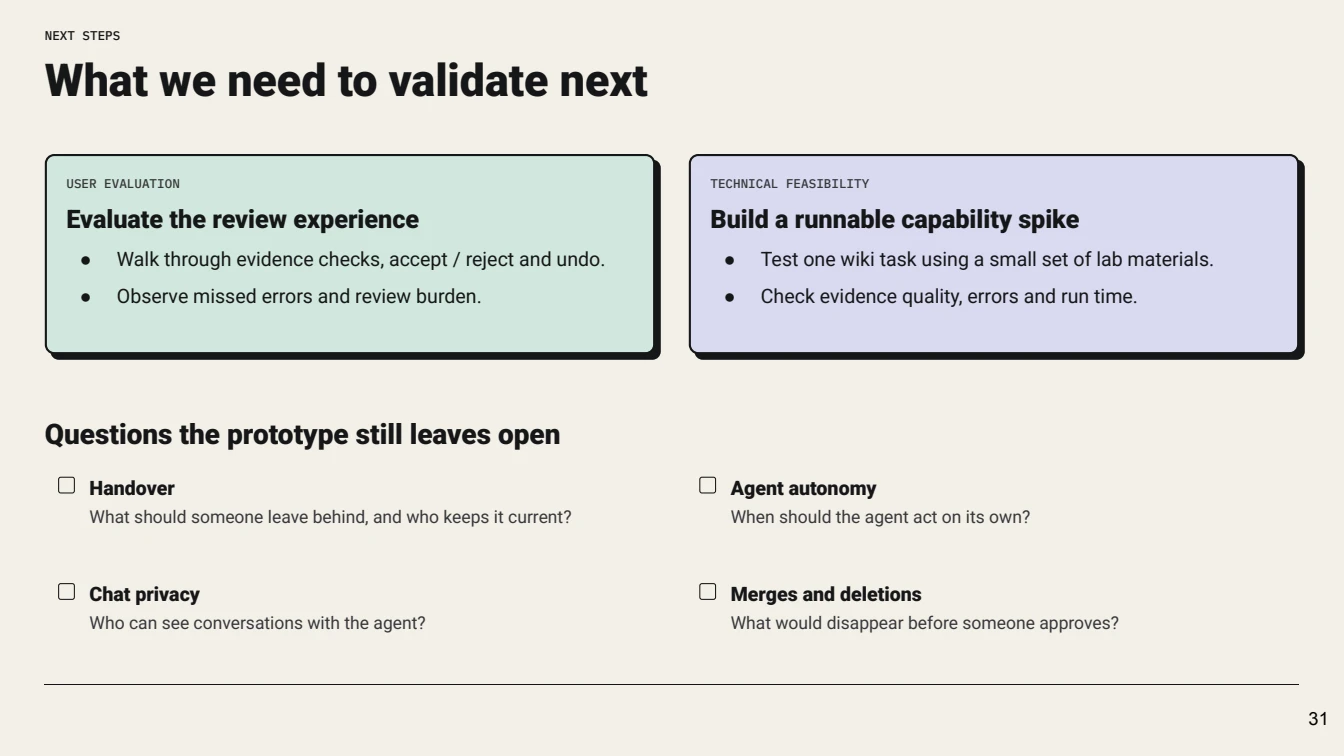 NEXT STEPS
What we need to validate next
USER EVALUATION
Evaluate the review experience
● Walk through evidence checks, accept / reject and undo.
● Observe missed errors and review burden.
TECHNICAL FEASIBILITY
Build a runnable capability spike
● Test one wiki task using a small set of lab materials.
● Check evidence quality, errors and run time.
Questions the prototype still leaves open
Handover
What should someone leave behind, and who keeps it current?
Agent autonomy
When should the agent act on its own?
Chat privacy
Who can see conversations with the agent?
Merges and deletions
What would disappear before someone approves?
31